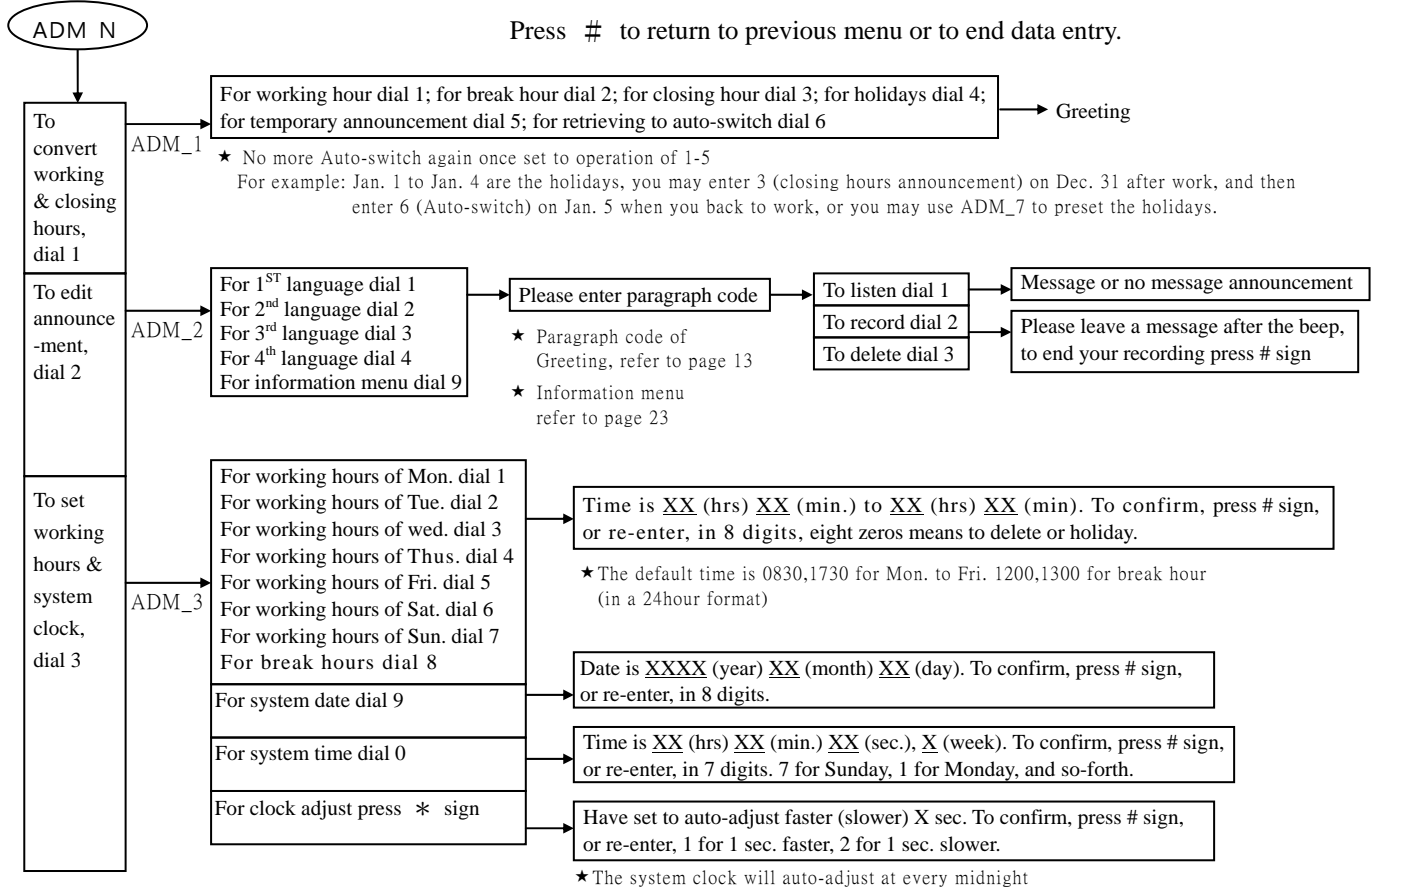 ADM N
Press # to return to previous menu or to end data entry.
To
convert
working
& closing
hours,
dial 1
ADM_1
For working hour dial 1; for break hour dial 2; for closing hour dial 3; for holidays dial 4;
for temporary announcement dial 5; for retrieving to auto-switch dial 6
Greeting
★ No more Auto-switch again once set to operation of 1-5
For example: Jan. 1 to Jan. 4 are the holidays, you may enter 3 (closing hours announcement) on Dec. 31 after work, and then
enter 6 (Auto-switch) on Jan. 5 when you back to work, or you may use ADM_7 to preset the holidays.
To edit
announce
-ment,
dial 2
ADM_2
For 1ST language dial 1
For 2nd language dial 2
For 3rd language dial 3
For 4th language dial 4
For information menu dial 9
Please enter paragraph code
★ Paragraph code of
Greeting, refer to page 13
★ Information menu
refer to page 23
To listen dial 1
To record dial 2
To delete dial 3
Message or no message announcement
Please leave a message after the beep,
to end your recording press # sign
To set
working
hours &
system
clock,
dial 3
ADM_3
For working hours of Mon. dial 1
For working hours of Tue. dial 2
For working hours of wed. dial 3
For working hours of Thus. dial 4
For working hours of Fri. dial 5
For working hours of Sat. dial 6
For working hours of Sun. dial 7
For break hours dial 8
Time is XX (hrs) XX (min.) to XX (hrs) XX (min). To confirm, press # sign,
or re-enter, in 8 digits, eight zeros means to delete or holiday.
★The default time is 0830,1730 for Mon. to Fri. 1200,1300 for break hour
(in a 24hour format)
For system date dial 9
Date is XXXX (year) XX (month) XX (day). To confirm, press # sign,
or re-enter, in 8 digits.
For system time dial 0
Time is XX (hrs) XX (min.) XX (sec.), X (week). To confirm, press # sign,
or re-enter, in 7 digits. 7 for Sunday, 1 for Monday, and so-forth.
For clock adjust press * sign
Have set to auto-adjust faster (slower) X sec. To confirm, press # sign,
or re-enter, 1 for 1 sec. faster, 2 for 1 sec. slower.
★The system clock will auto-adjust at every midnight